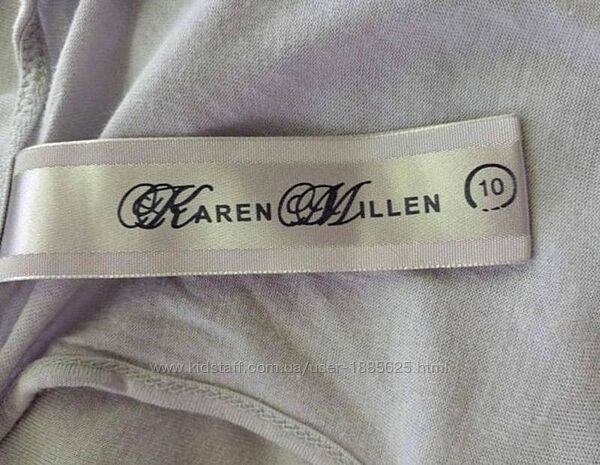 KAREN MILLEN 10
www.kidstaff.com.ua/user-1885625.html